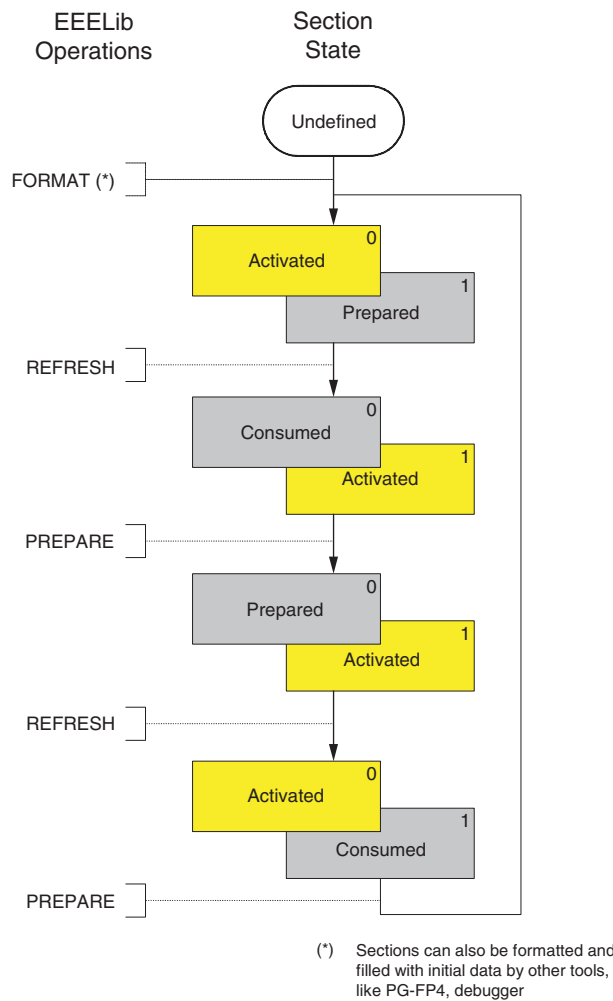 EEELib
Operations
Section
State
Undefined
FORMAT (*)
0
Activated
1
Prepared
REFRESH
0
Consumed
1
Activated
PREPARE
0
Prepared
1
Activated
REFRESH
0
Activated
1
Consumed
PREPARE
(*) Sections can also be formatted and
filled with initial data by other tools,
like PG-FP4, debugger